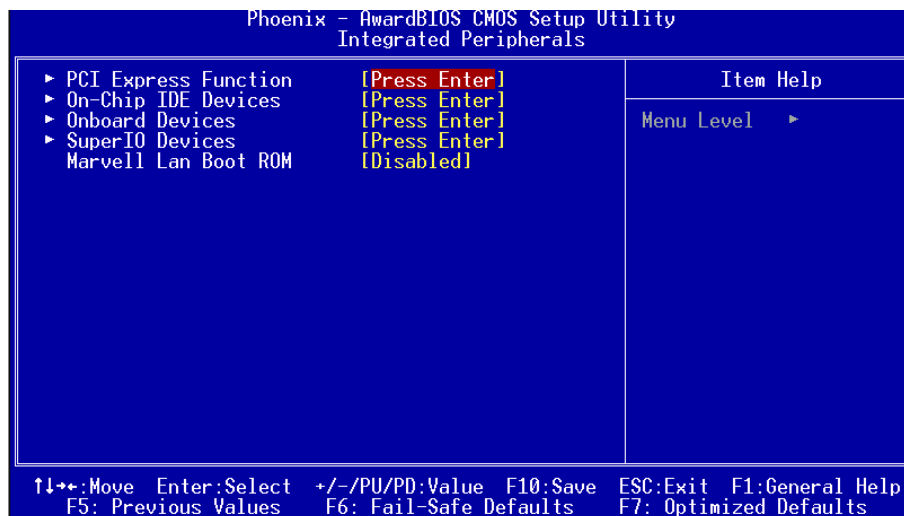 Phoenix - AwardBIOS CMOS Setup Utility
Integrated Peripherals
► PCI Express Function [Press Enter]
► On-Chip IDE Devices [Press Enter]
► Onboard Devices [Press Enter]
► SuperIO Devices [Press Enter]
Marvell Lan Boot ROM [Disabled]
Item Help
Menu Level ►
↑↓→←:Move Enter:Select +/-/PU/PD:Value F10:Save ESC:Exit F1:General Help
F5: Previous Values F6: Fail-Safe Defaults F7: Optimized Defaults